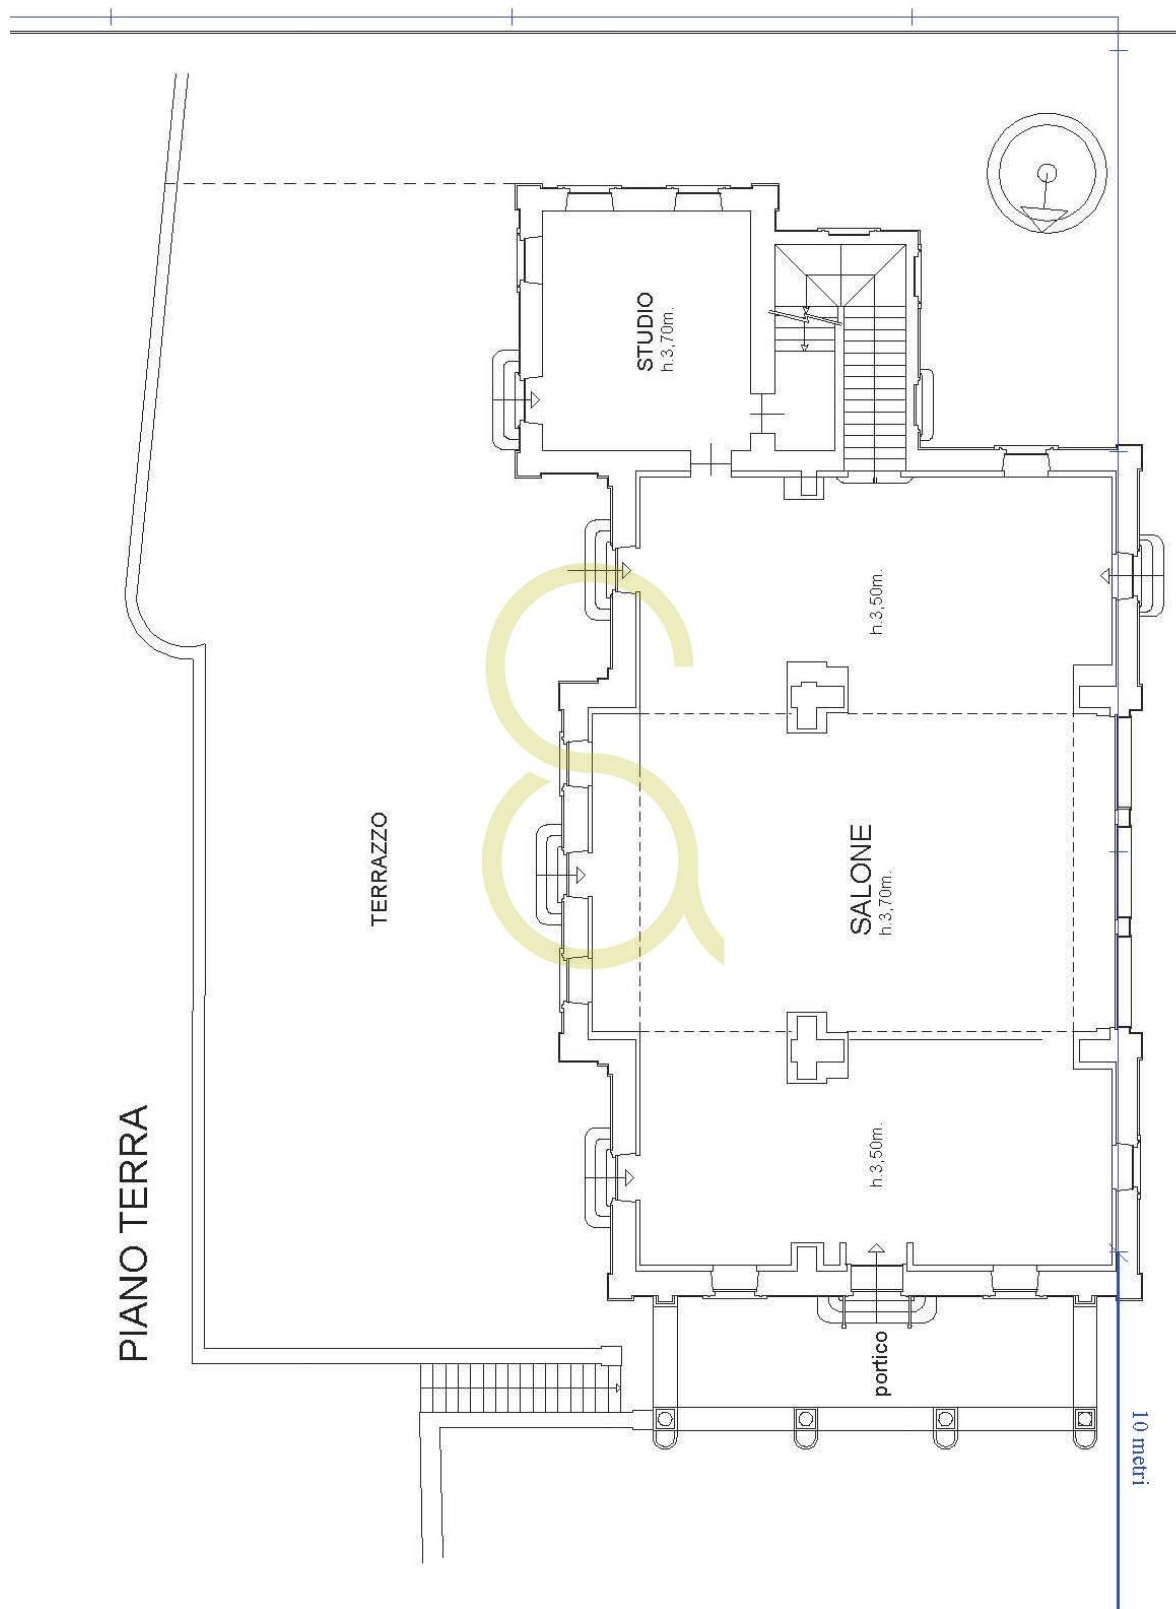 PIANO TERRA
TERRAZZO
STUDIO
h.3,70m.
h.3,50m.
SALONE
h.3,70m.
h.3,50m.
portico
10 metri